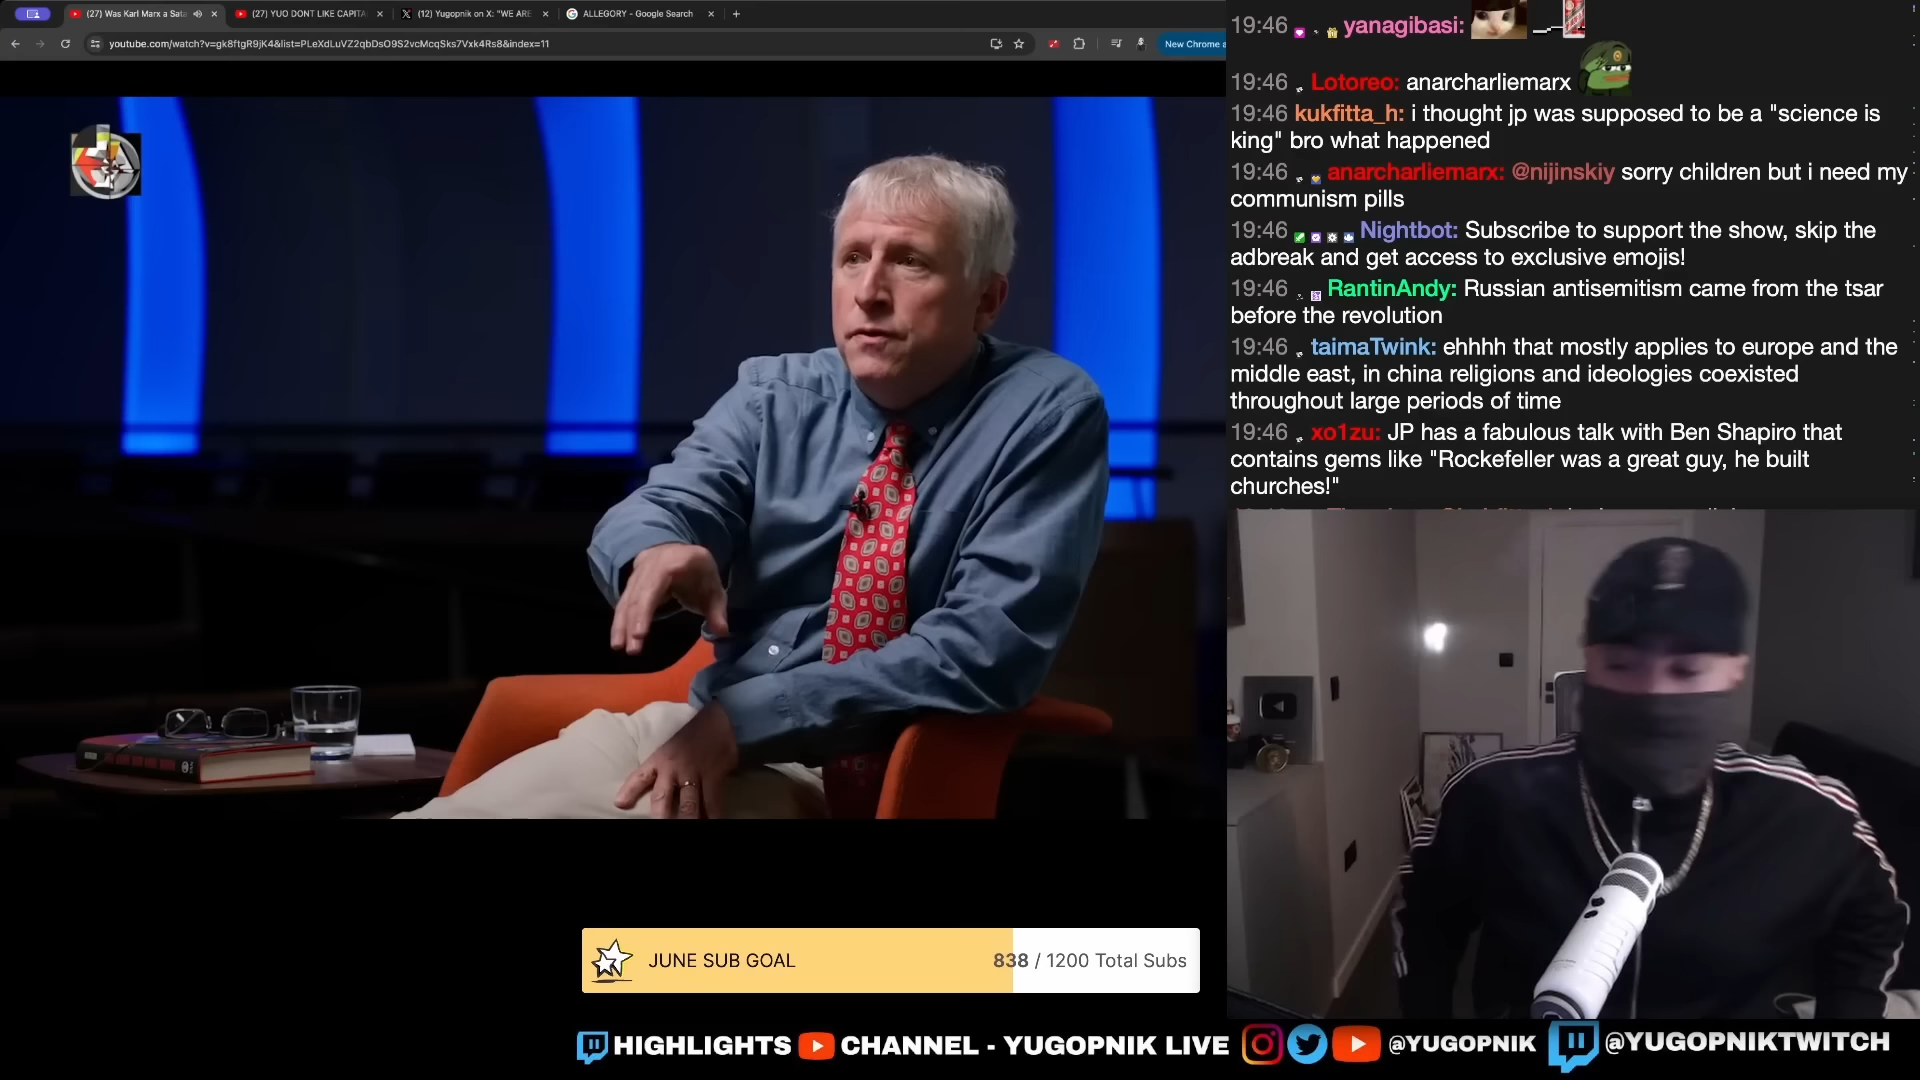 (27) Was Karl Marx a Sata
(27) YUO DONT LIKE CAPITA
(12) Yugopnik on X: "WE ARE
ALLEGORY - Google Search
youtube.com/watch?v=gk8ftgR9jK4&list=PLeXdLuVZ2qbDsO9S2vcMcqSks7Vxk4Rs8&index=11
New Chrome a
19:46 yanagibasi:
19:46 Lotoreo: anarcharliemarx
19:46 kukfitta_h: i thought jp was supposed to be a "science is
king" bro what happened
19:46 anarcharliemarx: @nijinskiy sorry children but i need my
communism pills
19:46 Nightbot: Subscribe to support the show, skip the
adbreak and get access to exclusive emojis!
19:46 RantinAndy: Russian antisemitism came from the tsar
before the revolution
19:46 taimaTwink: ehhhh that mostly applies to europe and the
middle east, in china religions and ideologies coexisted
throughout large periods of time
19:46 xo1zu: JP has a fabulous talk with Ben Shapiro that
contains gems like "Rockefeller was a great guy, he built
churches!"
JUNE SUB GOAL
838 / 1200 Total Subs
HIGHLIGHTS CHANNEL - YUGOPNIK LIVE @YUGOPNIK @YUGOPNIKTWITCH